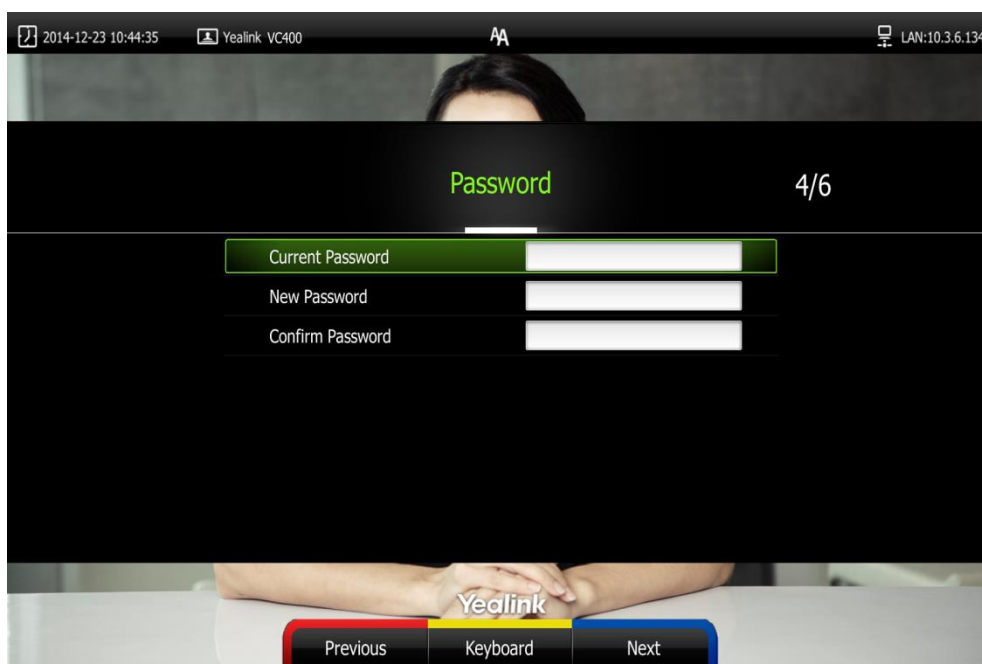 2014-12-23 10:44:35 Yealink VC400 AA LAN:10.3.6.134
Password 4/6
Current Password
New Password
Confirm Password
Yealink
Previous Keyboard Next